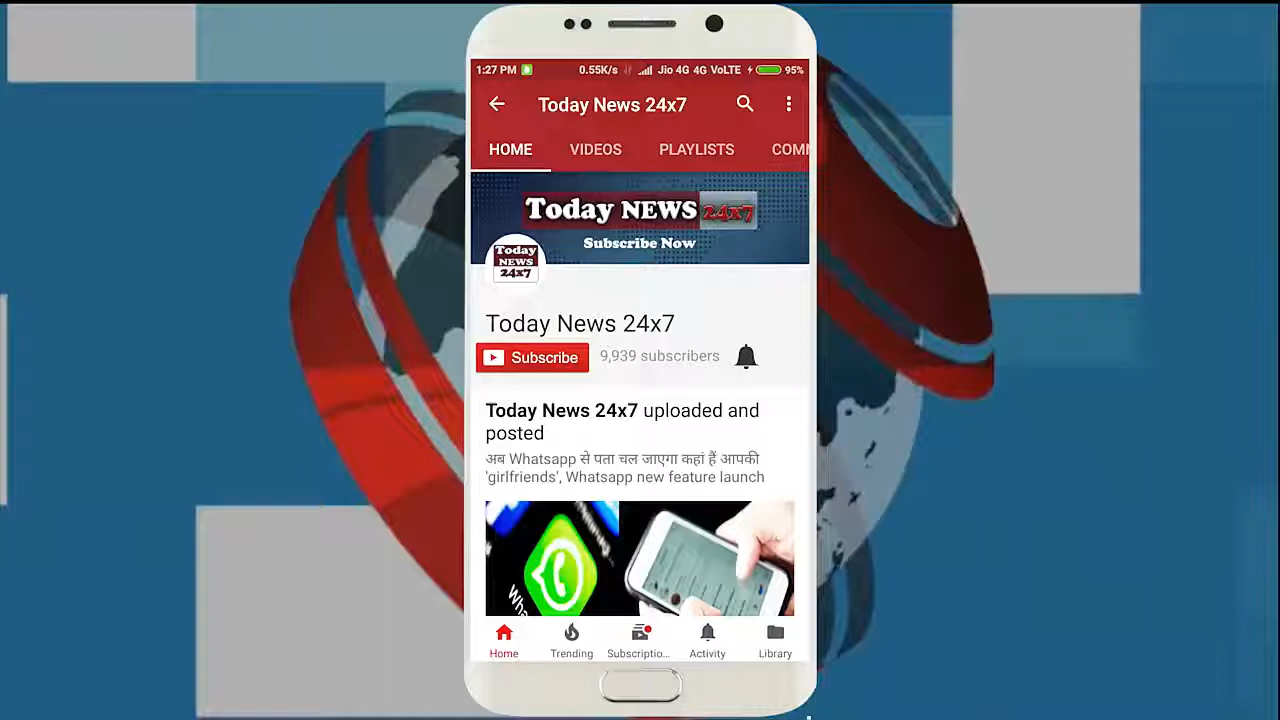 1:27 PM 0.55K/s Jio 4G 4G VoLTE 95%
Today News 24x7
HOME VIDEOS PLAYLISTS COMM
Today NEWS 24x7
Subscribe Now
Today
NEWS
24x7
Today News 24x7
Subscribe 9,939 subscribers
Today News 24x7 uploaded and
posted
अब Whatsapp से पता चल जाएगा कहां हैं आपकी
'girlfriends', Whatsapp new feature launch
Home Trending Subscriptio... Activity Library